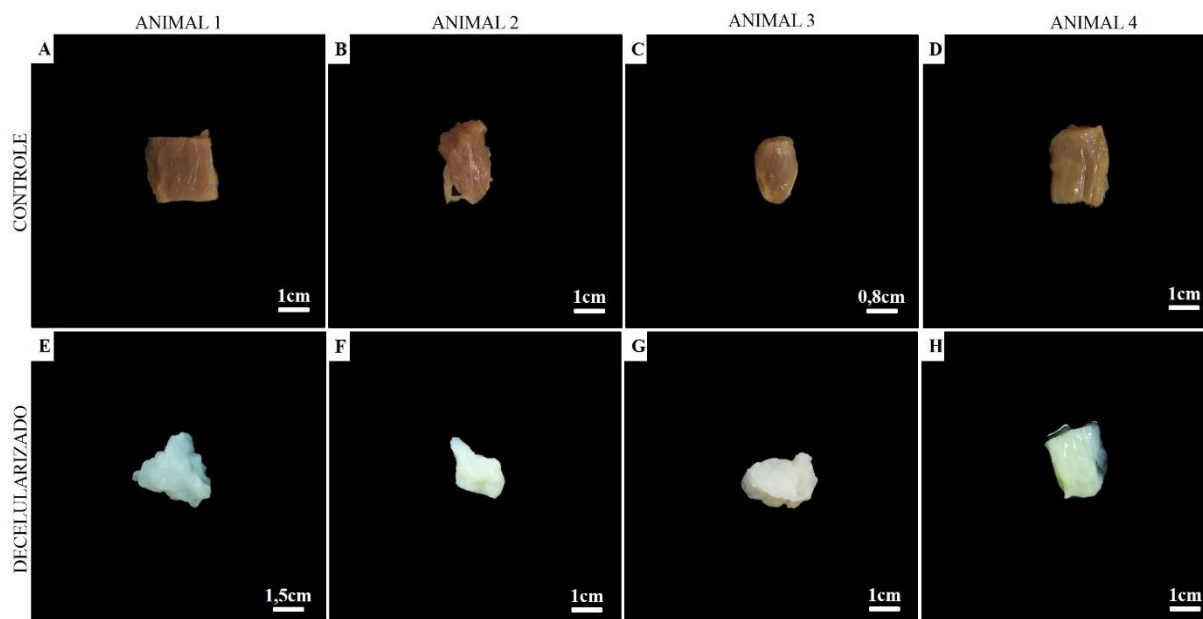 ANIMAL 1
ANIMAL 2
ANIMAL 3
ANIMAL 4
CONTROLE
A
B
C
D
1cm
1cm
0,8cm
1cm
DECELULARIZADO
E
F
G
H
1,5cm
1cm
1cm
1cm